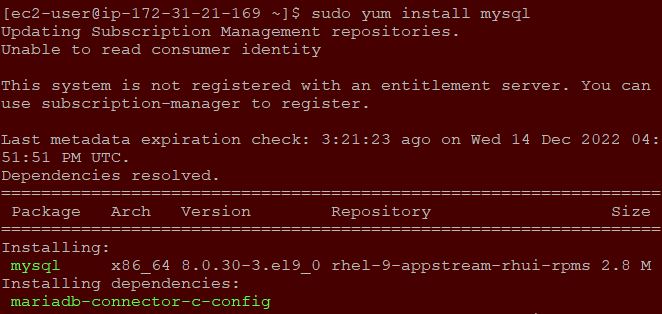 [ec2-user@ip-172-31-21-169 ~]$ sudo yum install mysql
Updating Subscription Management repositories.
Unable to read consumer identity
This system is not registered with an entitlement server. You can
use subscription-manager to register.
Last metadata expiration check: 3:21:23 ago on Wed 14 Dec 2022 04:
51:51 PM UTC.
Dependencies resolved.
==================================================================
Package Arch Version Repository Size
==================================================================
Installing:
mysql x86_64 8.0.30-3.el9_0 rhel-9-appstream-rhui-rpms 2.8 M
Installing dependencies:
mariadb-connector-c-config